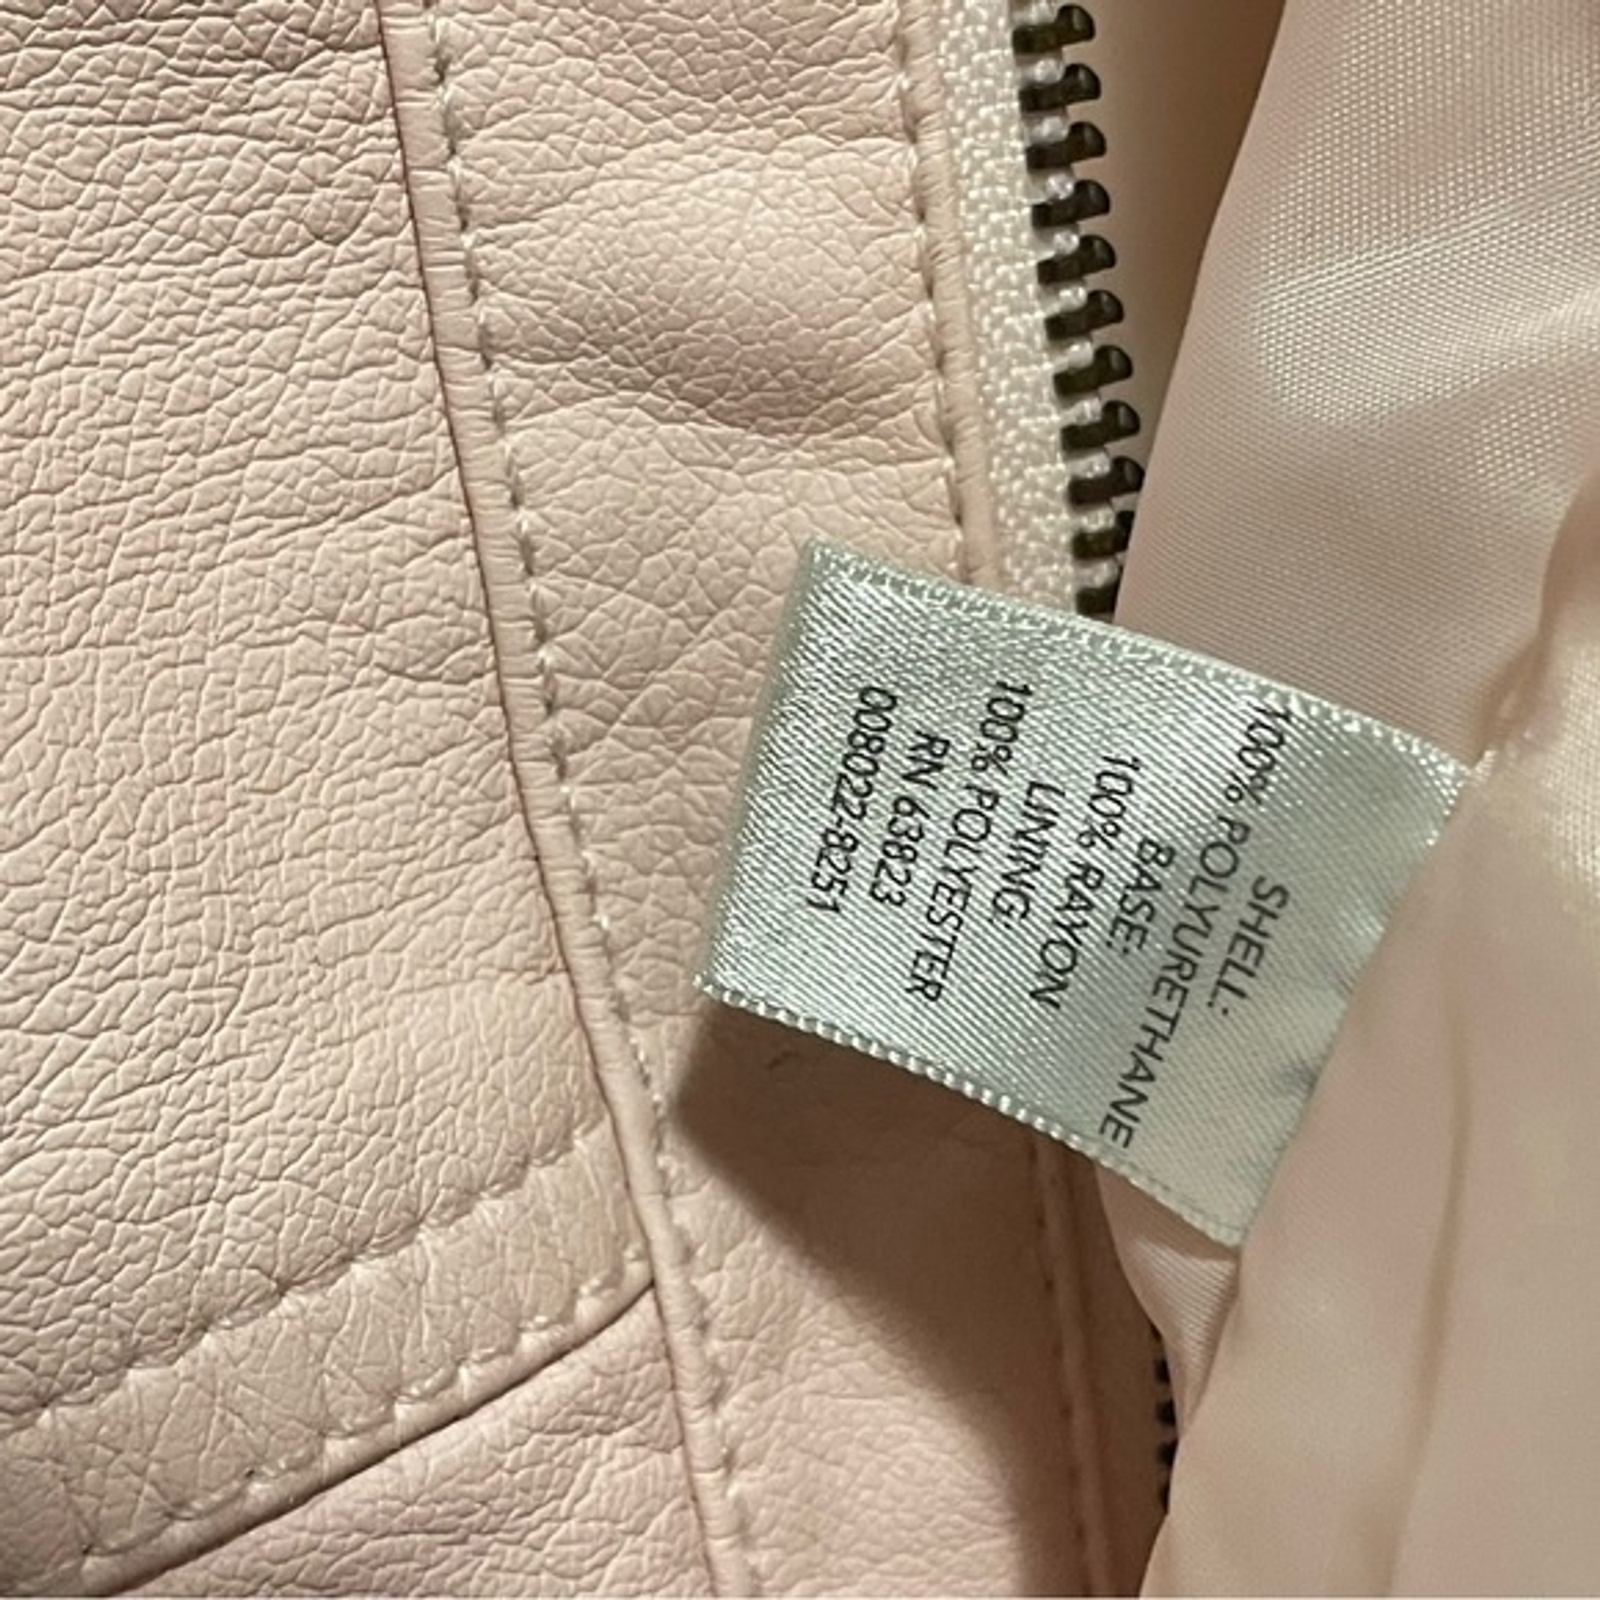 SHELL:
100% POLYURETHANE
BASE:
100% RAYON
LINING:
100% POLYESTER
RN 63823
008022-8251